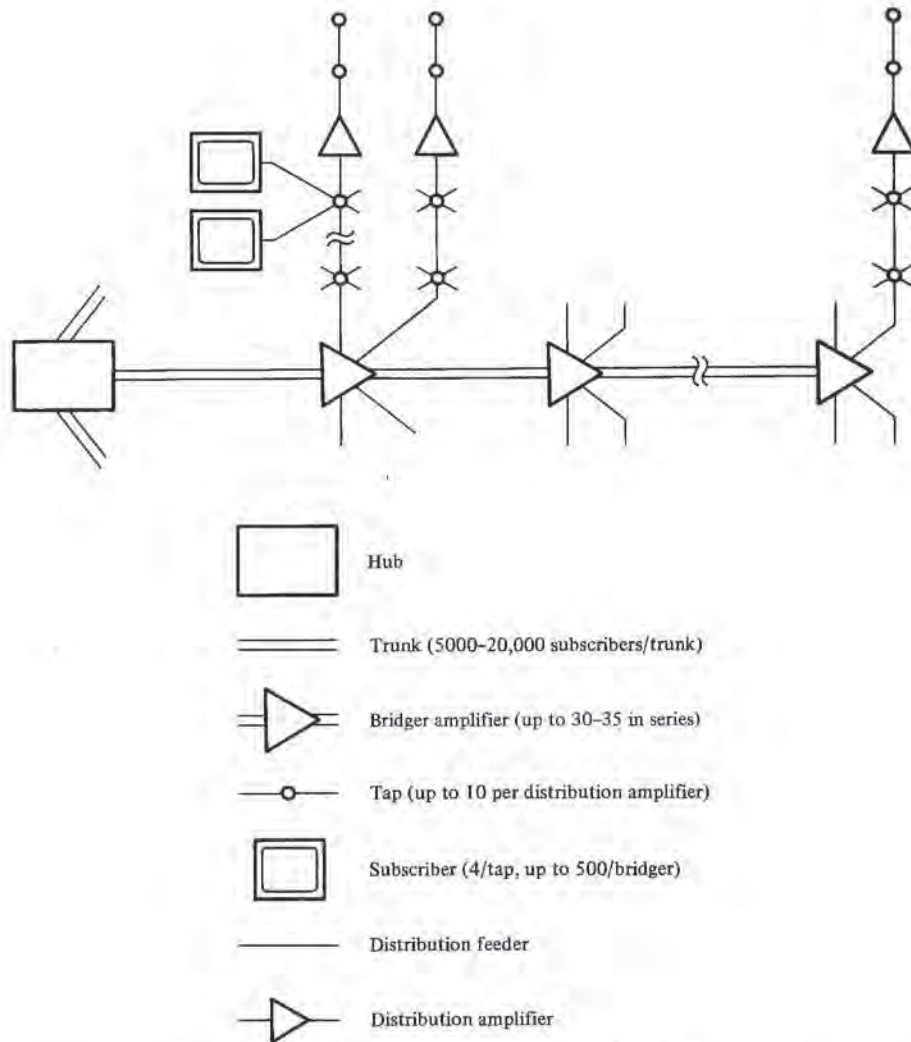 Hub
Trunk (5000–20,000 subscribers/trunk)
Bridger amplifier (up to 30–35 in series)
Tap (up to 10 per distribution amplifier)
Subscriber (4/tap, up to 500/bridger)
Distribution feeder
Distribution amplifier